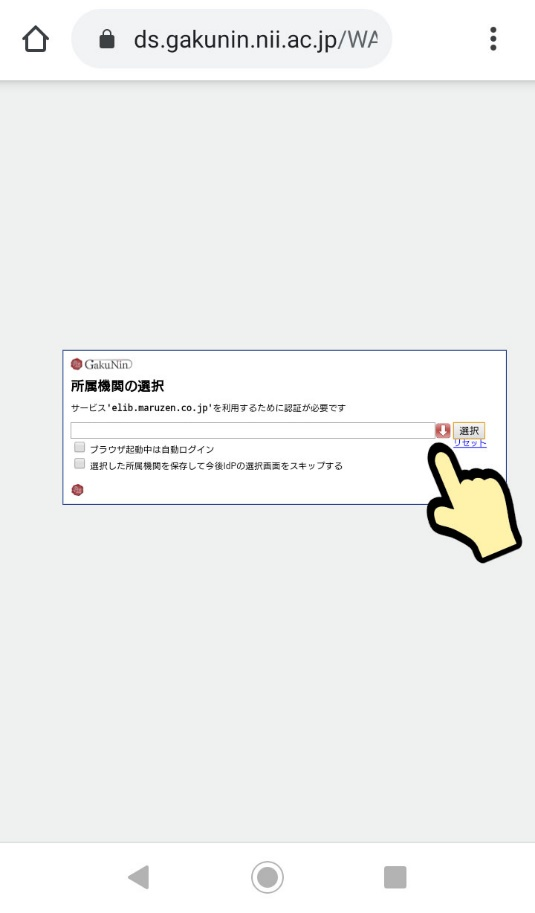 ds.gakunin.nii.ac.jp/WA
GakuNin
所属機関の選択
サービス'elib.maruzen.co.jp'を利用するために認証が必要です
選択
リセット
ブラウザ起動中は自動ログイン
選択した所属機関を保存して今後IdPの選択画面をスキップする